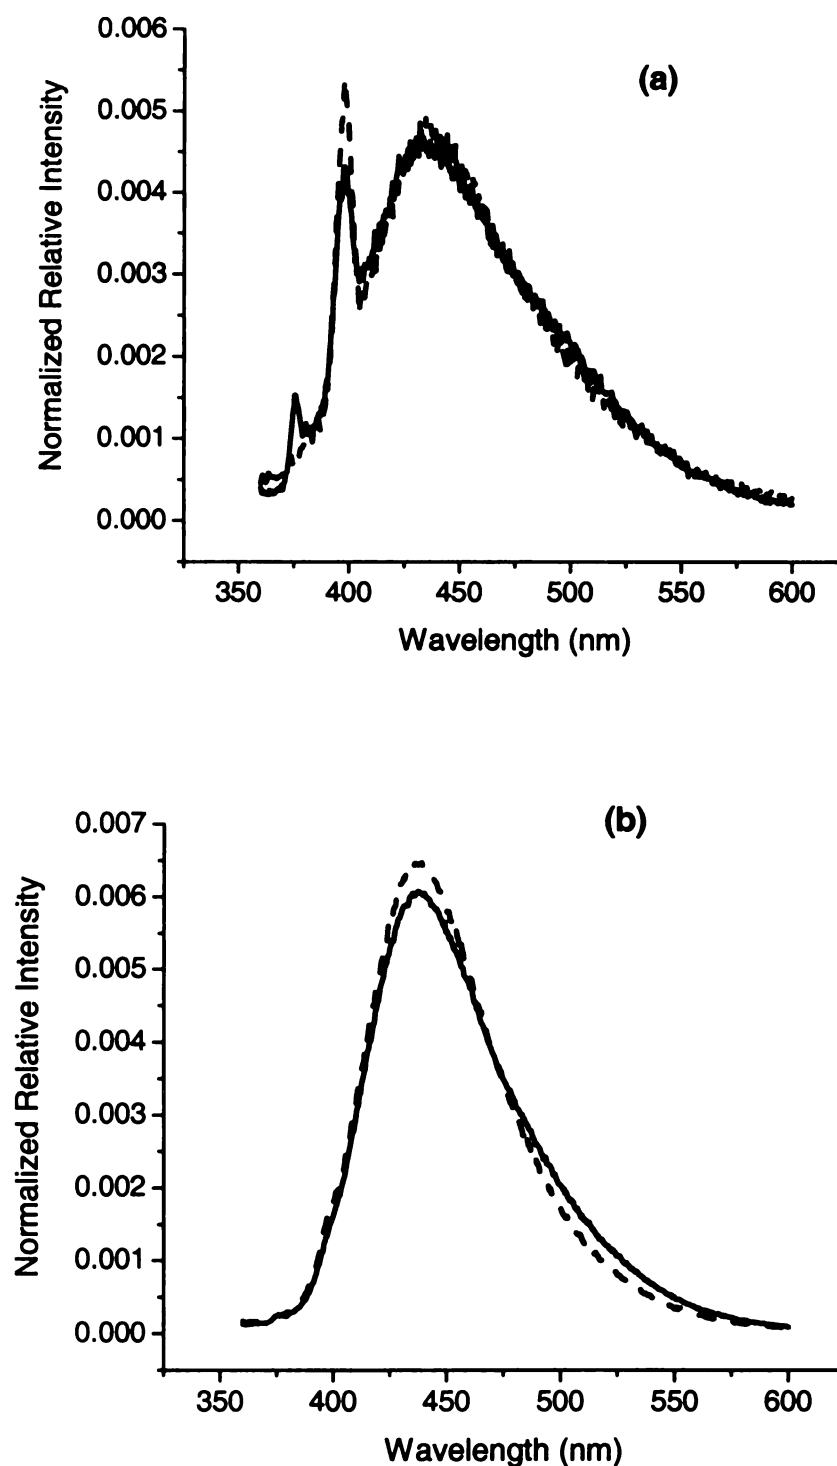 (a)
Normalized Relative Intensity
0.006
0.005
0.004
0.003
0.002
0.001
0.000
350 400 450 500 550 600
Wavelength (nm)
(b)
Normalized Relative Intensity
0.007
0.006
0.005
0.004
0.003
0.002
0.001
0.000
350 400 450 500 550 600
Wavelength (nm)